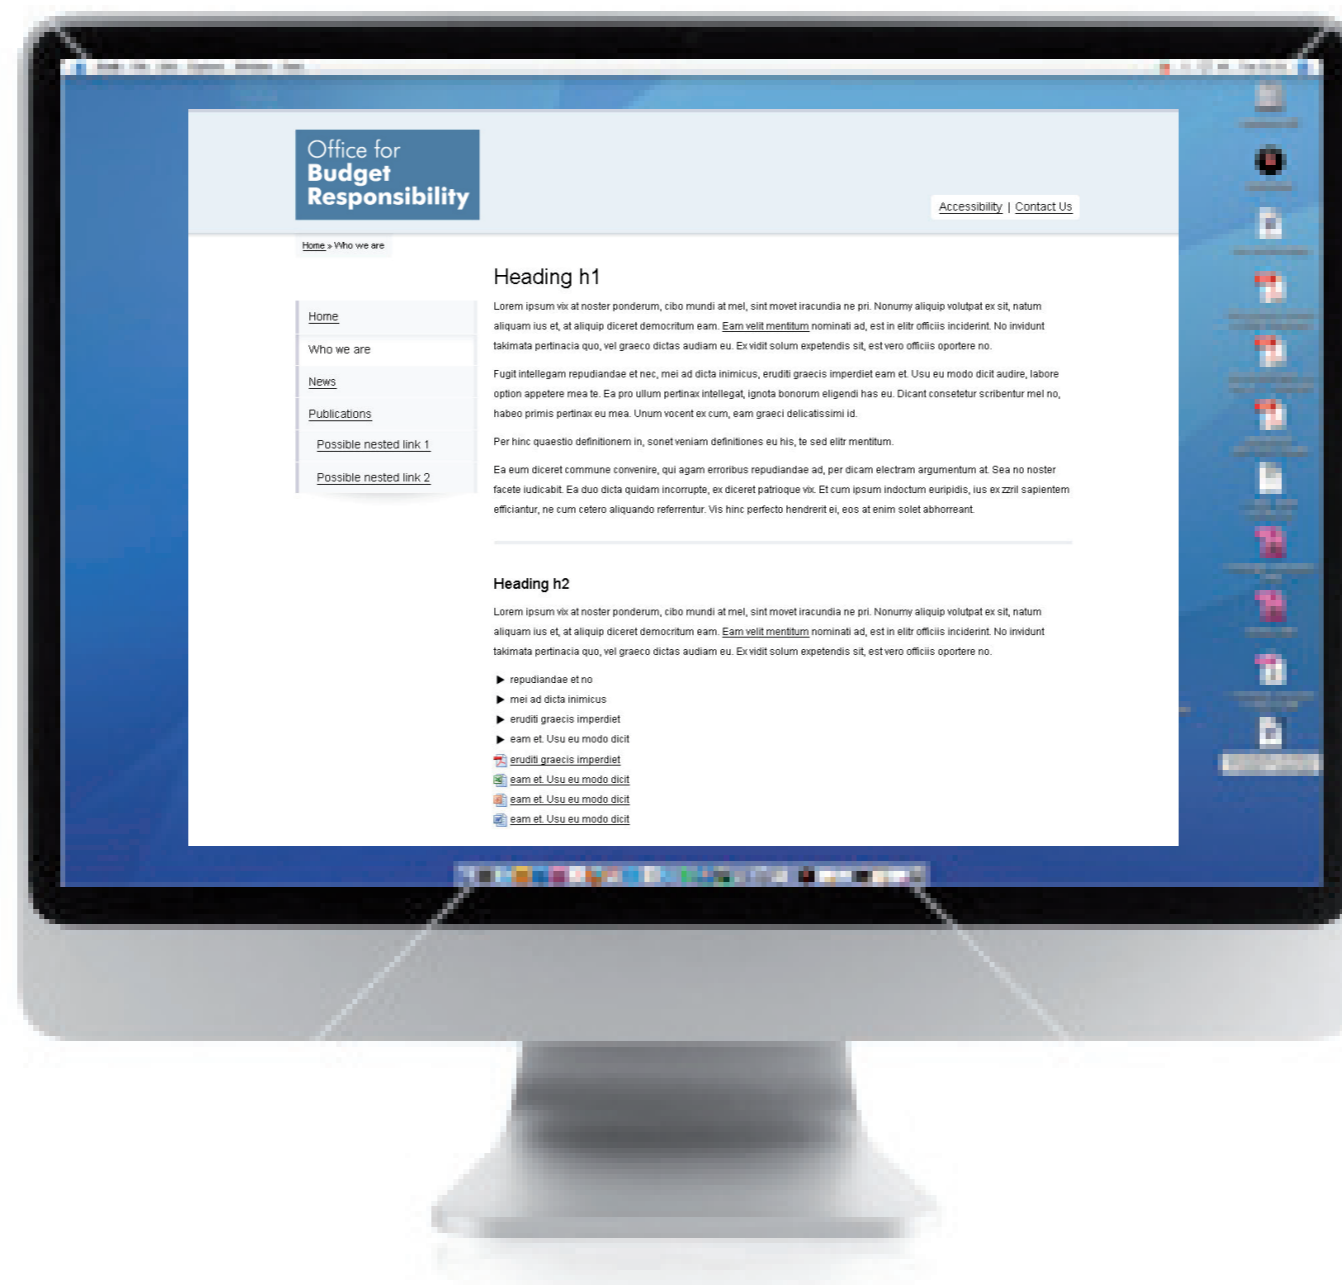 Office for
Budget
Responsibility
Accessibility | Contact Us
Home » Who we are
Home
Who we are
News
Publications
Possible nested link 1
Possible nested link 2
Heading h1
Lorem ipsum vix at noster ponderum, cibo mundi at mel, sint movet iracundia ne pri. Nonumy aliquip volutpat ex sit, natum
aliquam ius et, at aliquip diceret democritum eam. Eam velit mentitum nominati ad, est in elitr officiis inciderint. No invidunt
takimata pertinacia quo, vel graeco dictas audiam eu. Ex vidit solum expetendis sit, est vero officiis oportere no.
Fugit intellegam repudiandae et nec, mei ad dicta inimicus, eruditi graecis imperdiet eam et. Usu eu modo dicit audire, labore
option appetere mea te. Ea pro ullum pertinax intellegat, ignota bonorum eligendi has eu. Dicant consetetur scribentur mel no,
habeo primis pertinax eu mea. Unum vocent ex cum, eam graeci delicatissimi id.
Per hinc quaestio definitionem in, sonet veniam definitiones eu his, te sed elitr mentitum.
Ea eum diceret commune convenire, qui agam erroribus repudiandae ad, per dicam electram argumentum at. Sea no noster
facete iudicabit. Ea duo dicta quidam incorrupte, ex diceret patrioque vix. Et cum ipsum indoctum euripidis, ius ex zzril sapientem
efficiantur, ne cum cetero aliquando referrentur. Vis hinc perfecto hendrerit ei, eos at enim solet abhorreant.
Heading h2
Lorem ipsum vix at noster ponderum, cibo mundi at mel, sint movet iracundia ne pri. Nonumy aliquip volutpat ex sit, natum
aliquam ius et, at aliquip diceret democritum eam. Eam velit mentitum nominati ad, est in elitr officiis inciderint. No invidunt
takimata pertinacia quo, vel graeco dictas audiam eu. Ex vidit solum expetendis sit, est vero officiis oportere no.
repudiandae et no
mei ad dicta inimicus
eruditi graecis imperdiet
eam et. Usu eu modo dicit
eruditi graecis imperdiet
eam et. Usu eu modo dicit
eam et. Usu eu modo dicit
eam et. Usu eu modo dicit